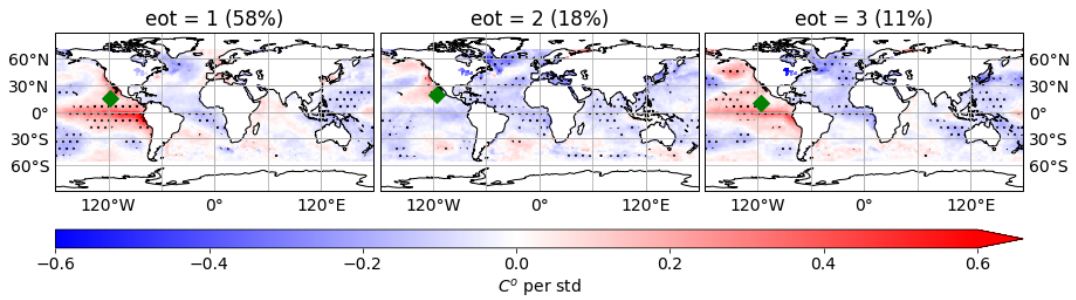 eot = 1 (58%) eot = 2 (18%) eot = 3 (11%)
60°N 60°N
30°N 30°N
0° 0°
30°S 30°S
60°S 60°S
120°W 0° 120°E 120°W 0° 120°E 120°W 0° 120°E
−0.6 −0.4 −0.2 0.0 0.2 0.4 0.6
C° per std